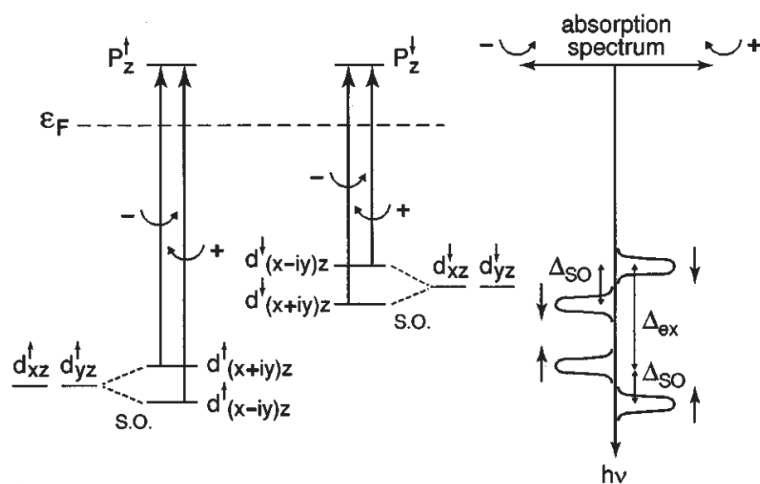 P↑z
P↓z
absorption
spectrum
−
+
εF
−
+
−
+
d↓(x−iy)z
d↓(x+iy)z
S.O.
d↓xz d↓yz
d↑xz d↑yz
S.O.
d↑(x+iy)z
d↑(x−iy)z
ΔSO
Δex
ΔSO
hν